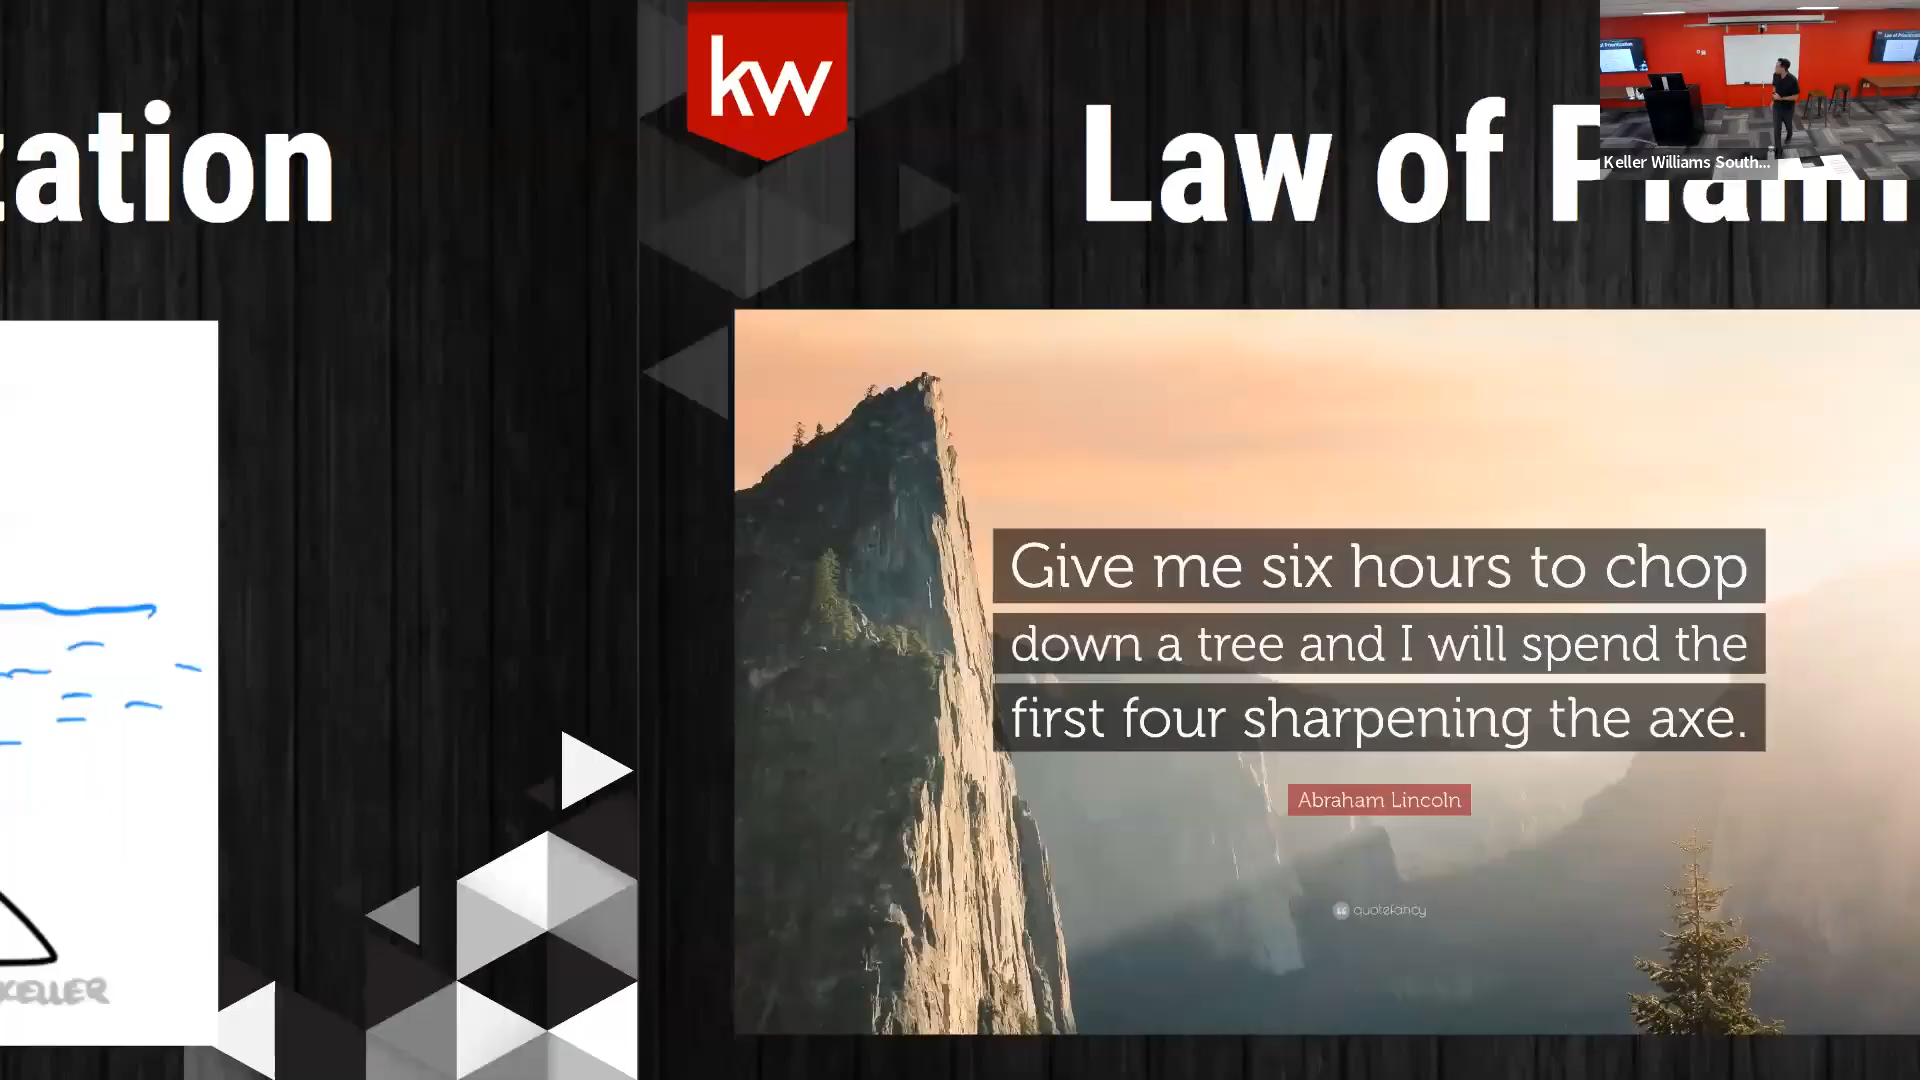 zation
KELLER
kw
Law of
Give me six hours to chop
down a tree and I will spend the
first four sharpening the axe.
Abraham Lincoln
quotefancy
Keller Williams South...